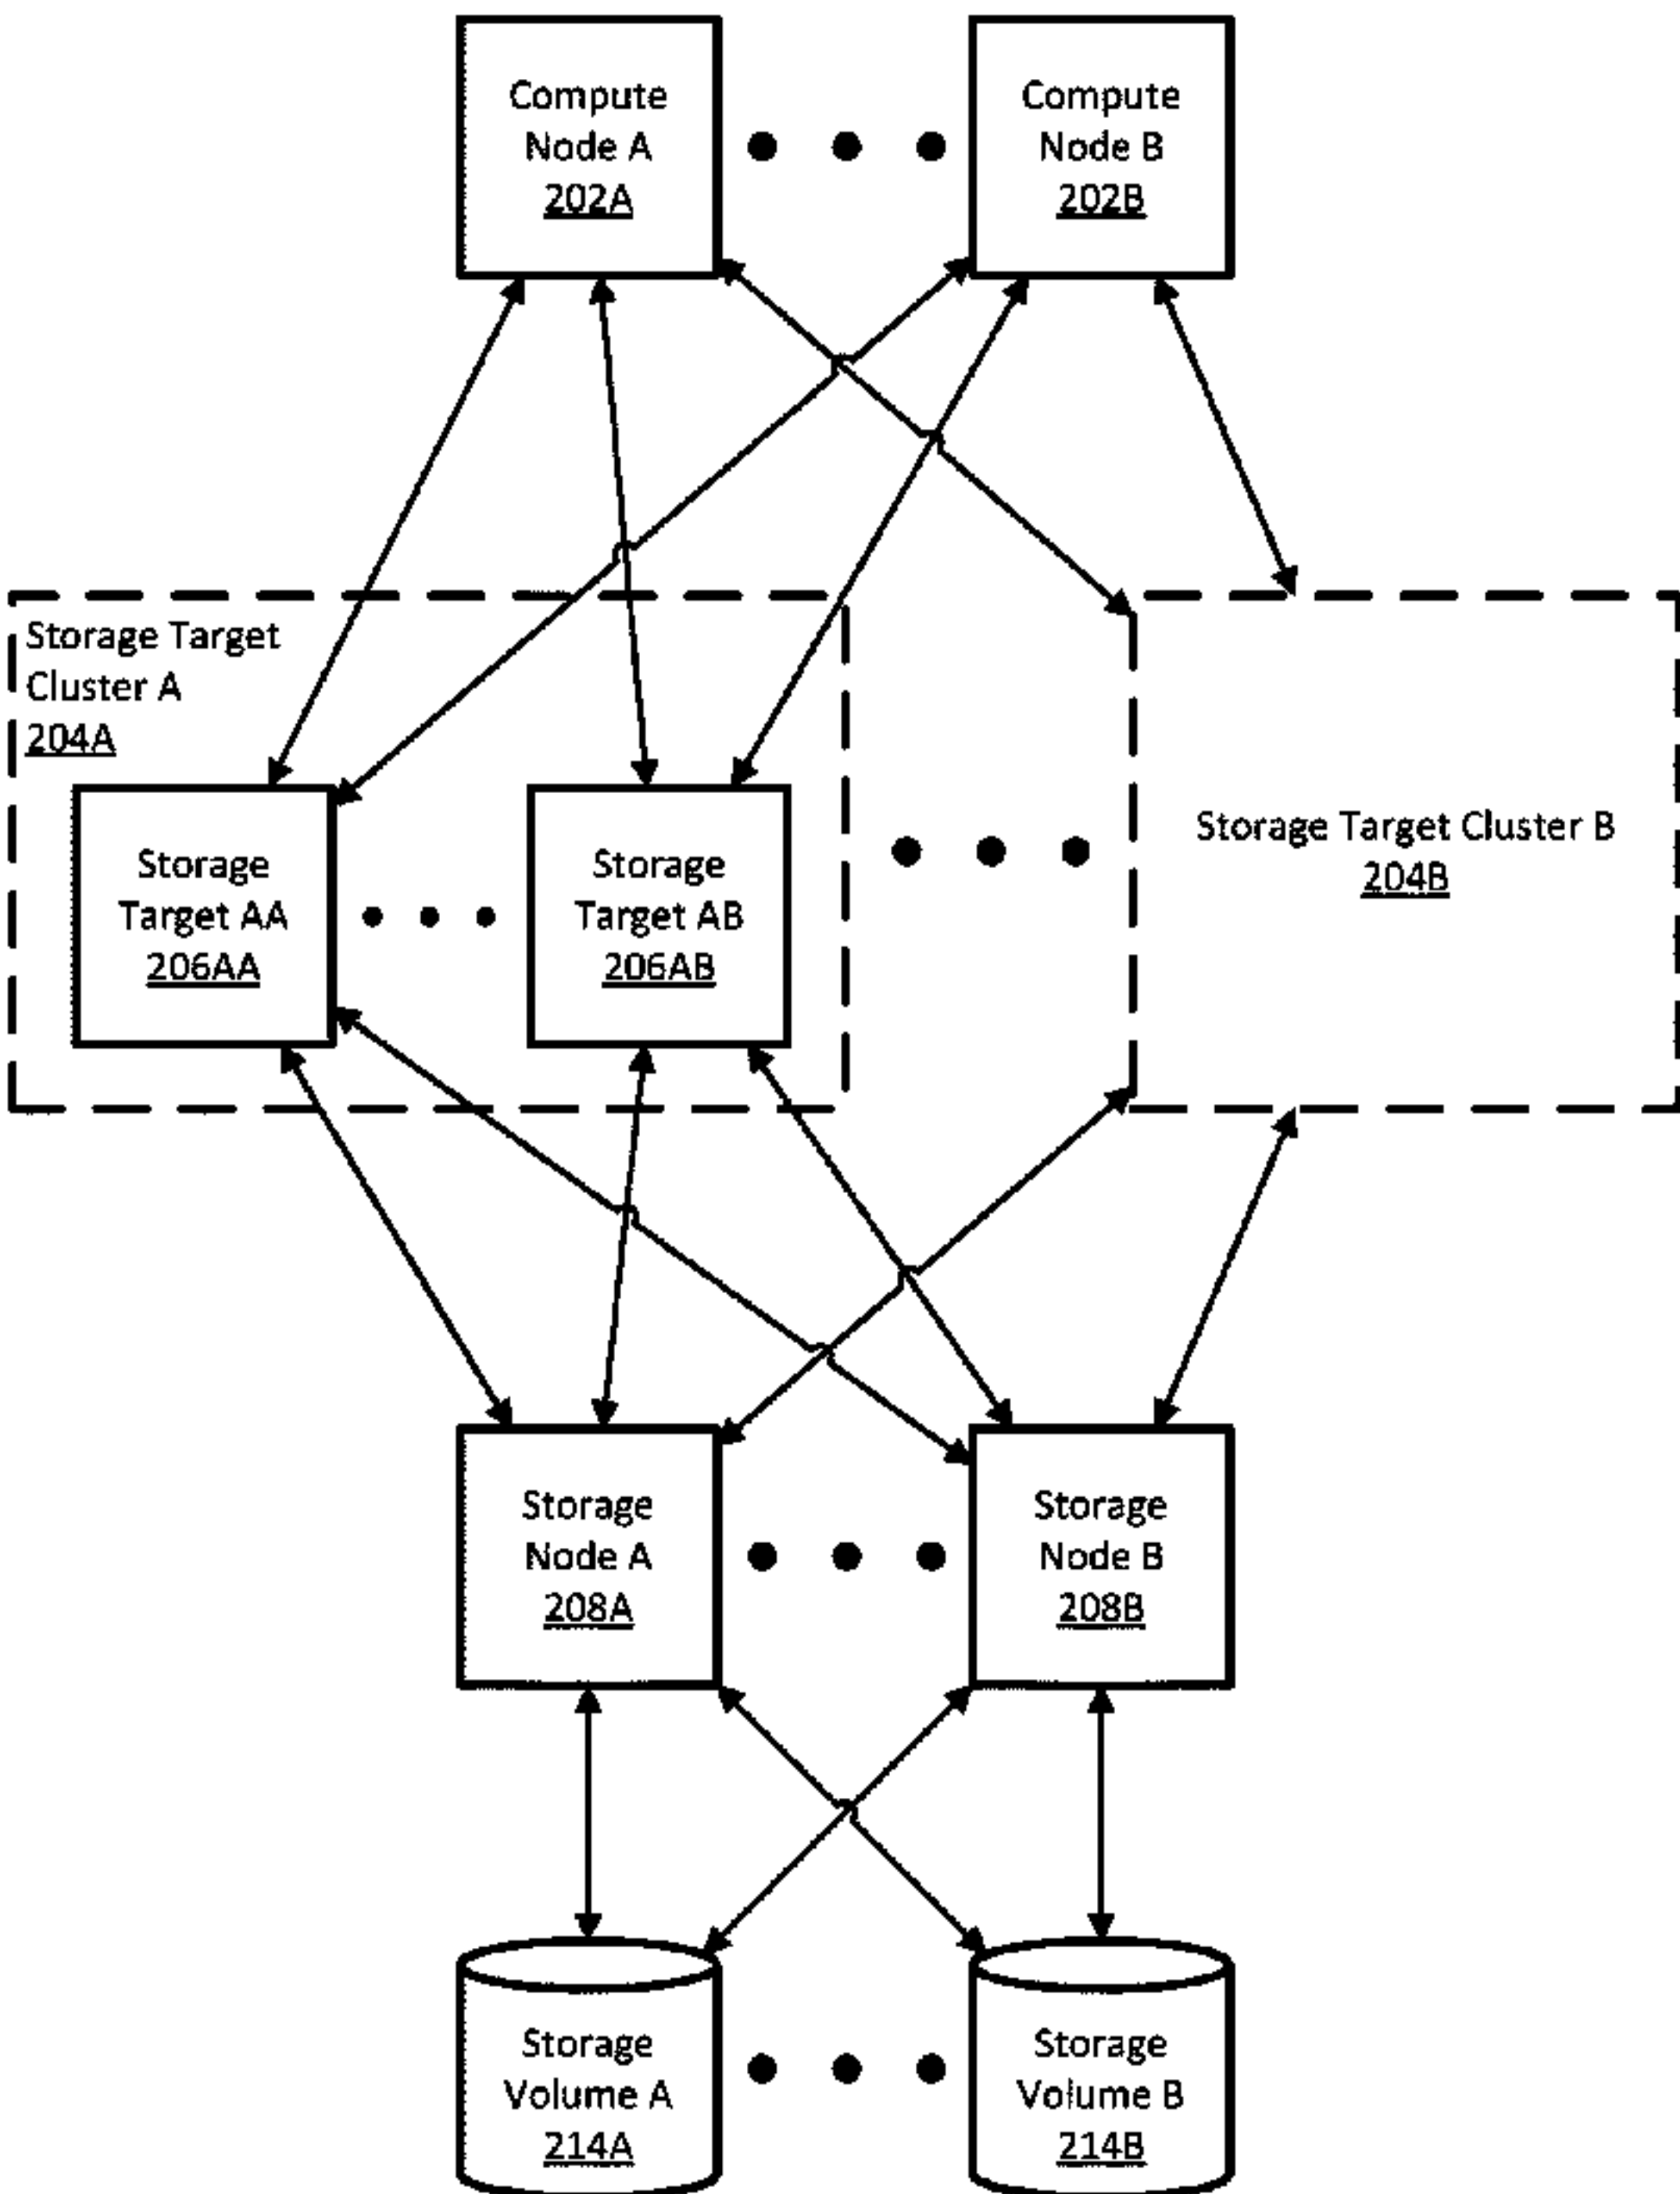 Compute
Node A
202A
Compute
Node B
202B
Storage Target
Cluster A
204A
Storage
Target AA
206AA
Storage
Target AB
206AB
Storage Target Cluster B
204B
Storage
Node A
208A
Storage
Node B
208B
Storage
Volume A
214A
Storage
Volume B
214B